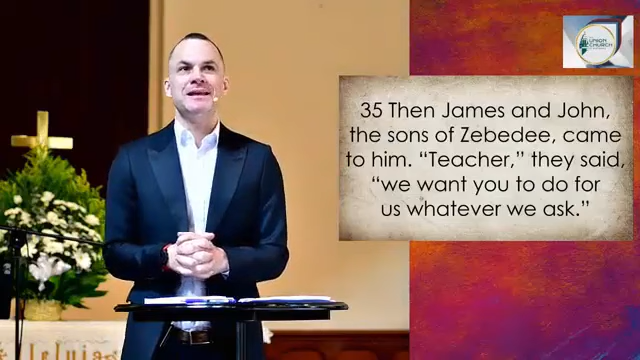 UNION CHURCH
35 Then James and John,
the sons of Zebedee, came
to him. “Teacher,” they said,
“we want you to do for
us whatever we ask.”